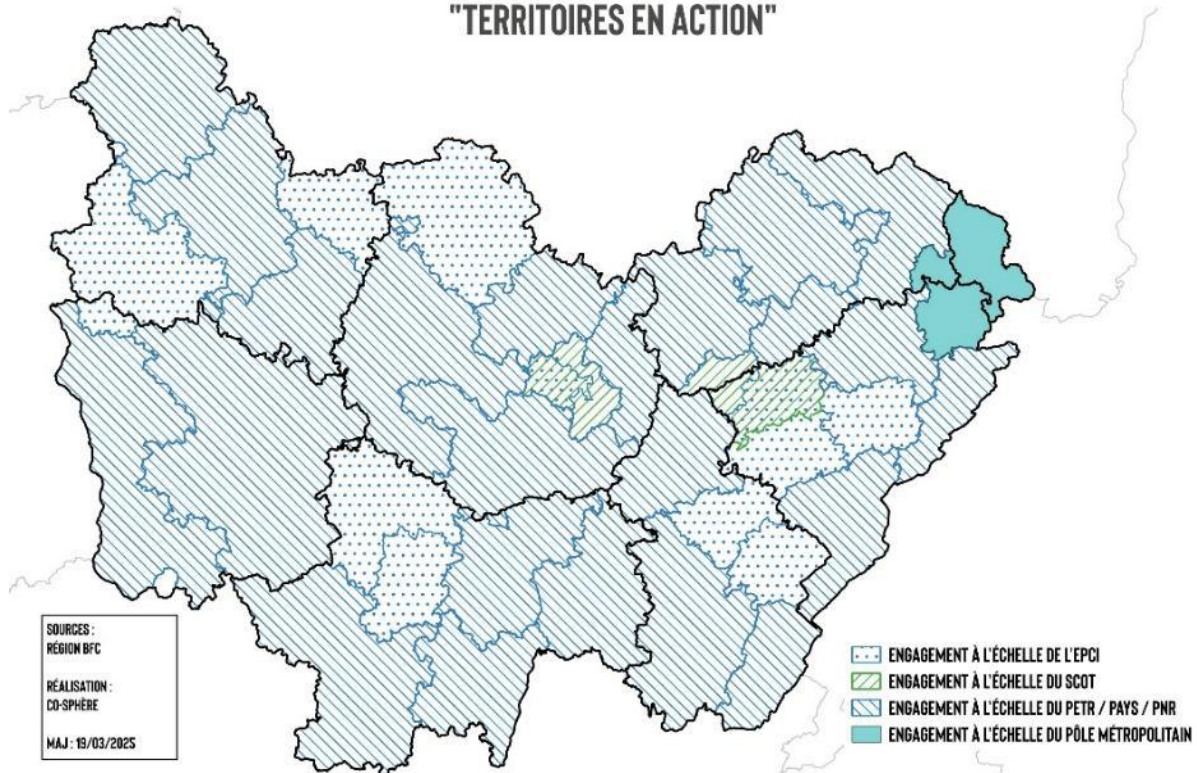 "TERRITOIRES EN ACTION"
SOURCES :
RÉGION BFC
RÉALISATION :
CO-SPHÈRE
MAJ : 19/03/2025
ENGAGEMENT À L'ÉCHELLE DE L'EPCI
ENGAGEMENT À L'ÉCHELLE DU SCOT
ENGAGEMENT À L'ÉCHELLE DU PETR / PAYS / PNR
ENGAGEMENT À L'ÉCHELLE DU PÔLE MÉTROPOLITAIN